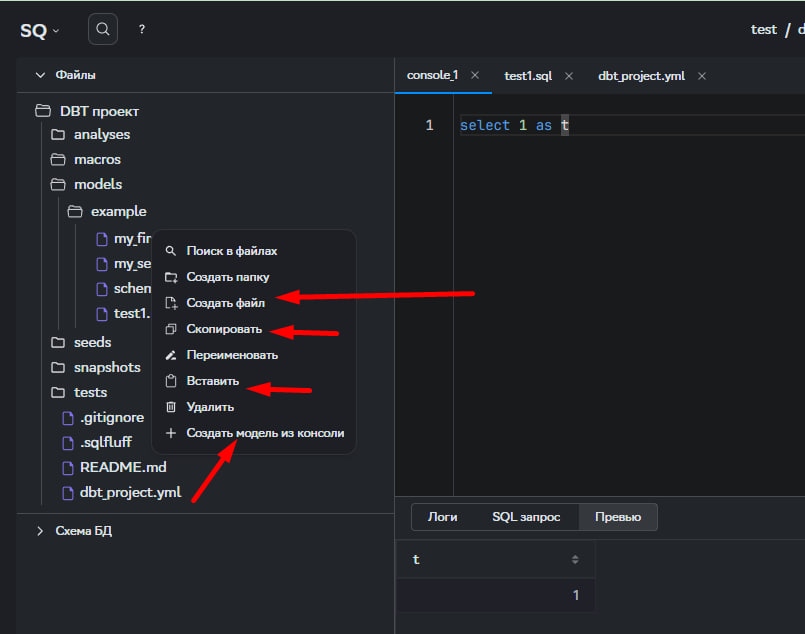 SQ
?
test / d
Файлы
console_1
test1.sql
dbt_project.yml
DBT проект
analyses
macros
models
example
my_fir
my_se
schen
test1.
seeds
snapshots
tests
.gitignore
.sqlfluff
README.md
dbt_project.yml
Поиск в файлах
Создать папку
Создать файл
Скопировать
Переименовать
Вставить
Удалить
Создать модель из консоли
1 select 1 as t
Схема БД
Логи SQL запрос Превью
t
1